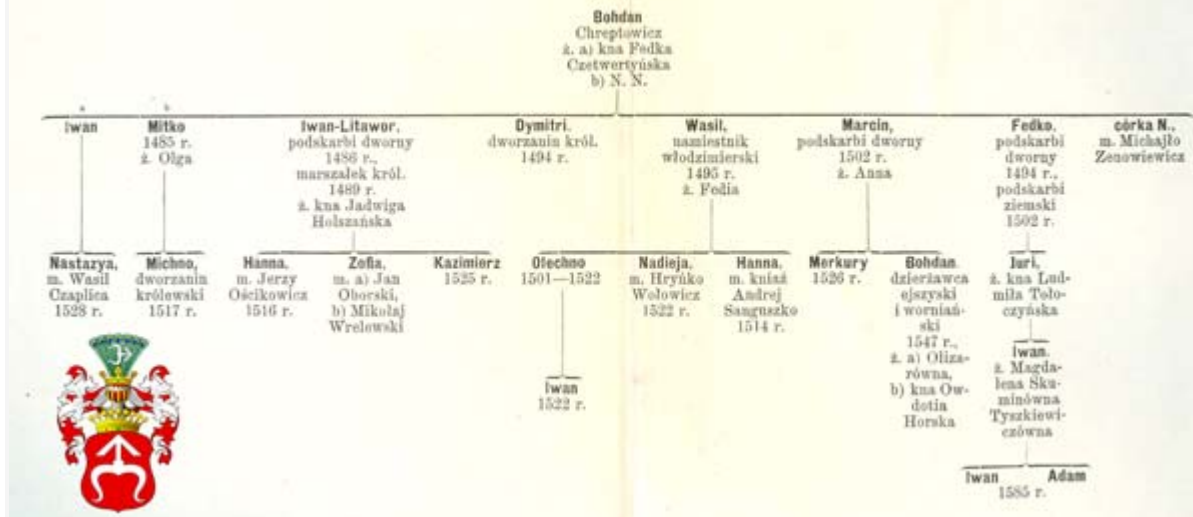 Bohdan
Chreptowicz
ż. a) kna Fedka
Czetwertyńska
b) N. N.
a
b
Iwan
Mitko
1485 r.
ż. Olga
Iwan-Litawor,
podskarbi dworny
1486 r.,
marszałek król.
1489 r.
ż. kna Jadwiga
Holszańska
Dymitri.
dworzanin król.
1494 r.
Wasil,
namiestnik
włodzimierski
1495 r.
ż. Fedia
Marcin,
podskarbi dworny
1502 r.
ż. Anna
Fedko,
podskarbi
dworny
1494 r.,
podskarbi
ziemski
1502 r.
córka N.,
m. Michajło
Zenowiewicz
Nastazya,
m. Wasil
Czaplica
1528 r.
Michno,
dworzanin
królewski
1517 r.
Hanna,
m. Jerzy
Ościkowicz
1516 r.
Zofia,
m. a) Jan
Oborski,
b) Mikołaj
Wrelewski
Kazimierz
1525 r.
Olechno
1501—1522
Nadieja,
m. Hryńko
Wołowicz
1522 r.
Hanna,
m. kniaź
Andrej
Sanguszko
1514 r.
Merkury
1526 r.
Bohdan
dzierżawca
ejszyski
i worniań-
ski
1547 r.,
ż. a) Oliza-
równa,
b) kna Ow-
dotia
Horska
Juri,
ż. kna Lud-
miła Toło-
czyńska
Iwan
1522 r.
Iwan.
ż. Magda-
lena Sku-
minówna
Tyszkiewi-
czówna
Iwan
Adam
1585 r.